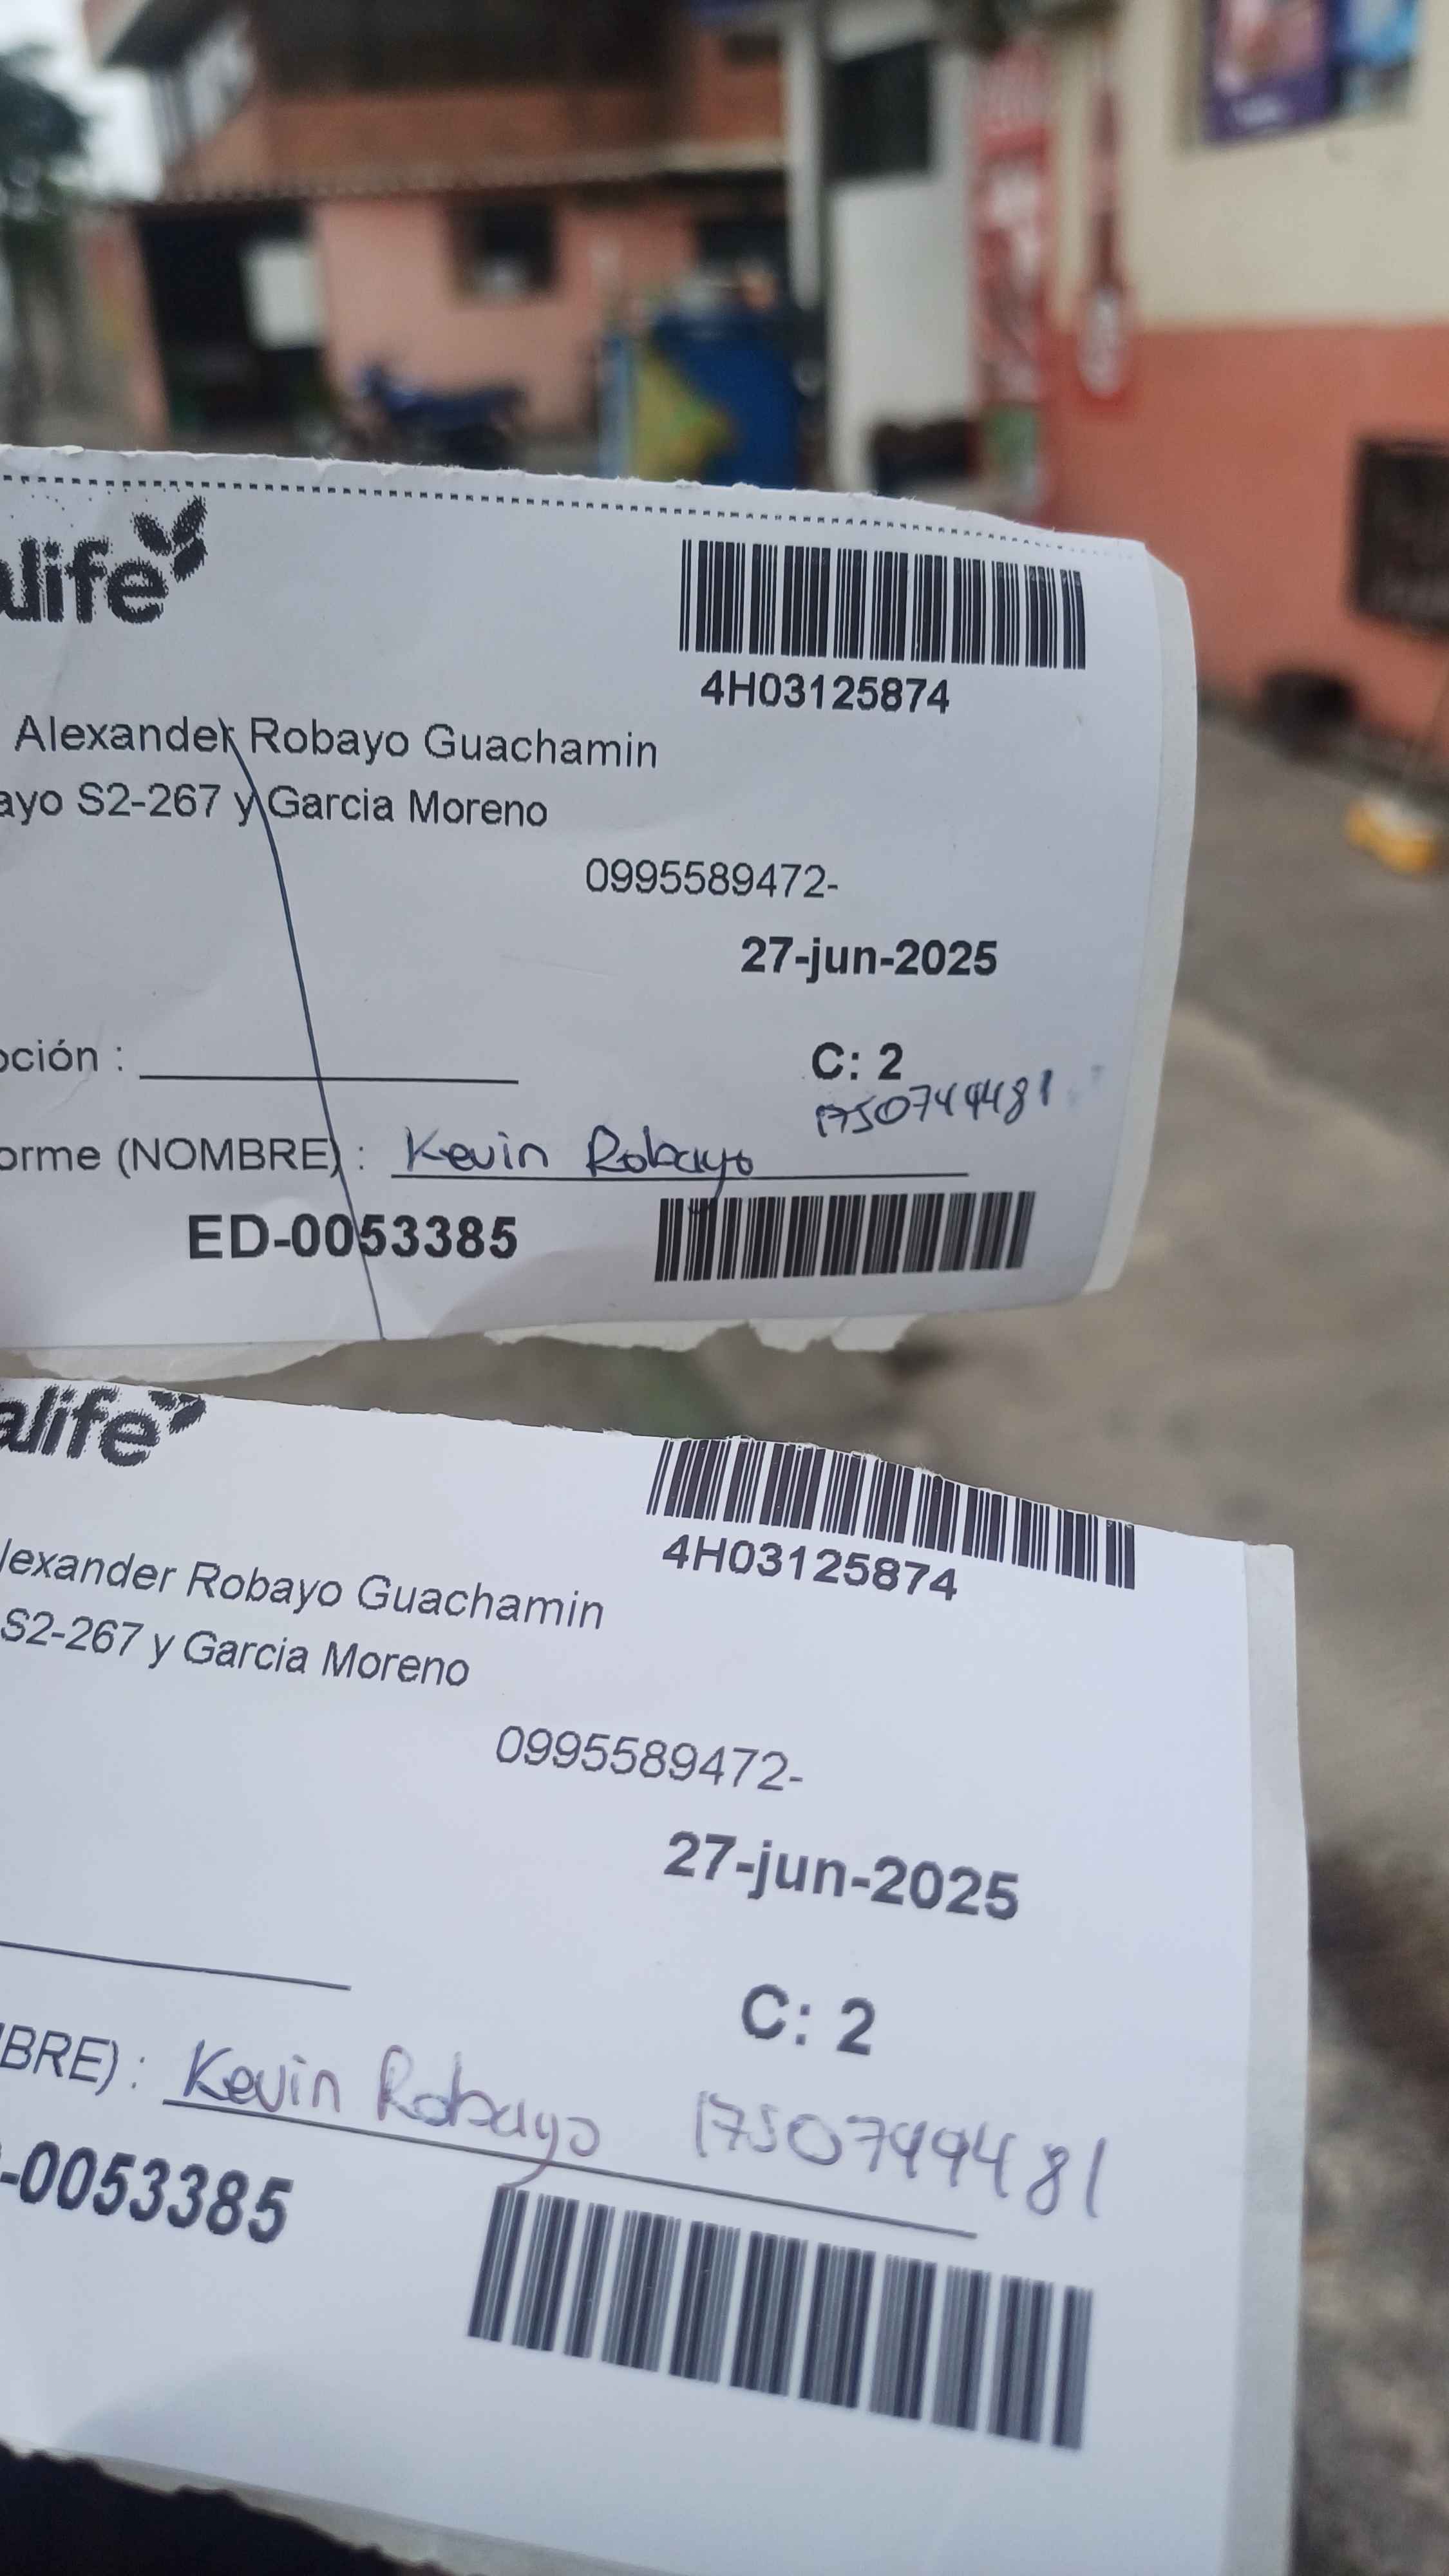 alife
4H03125874
Alexander Robayo Guachamin
ayo S2-267 y Garcia Moreno
0995589472-
27-jun-2025
pción :
C: 2
1750749481
orme (NOMBRE) : Kevin Robayo
ED-0053385
alife
4H03125874
lexander Robayo Guachamin
S2-267 y Garcia Moreno
0995589472-
27-jun-2025
C: 2
BRE) : Kevin Robayo 1750749481
-0053385